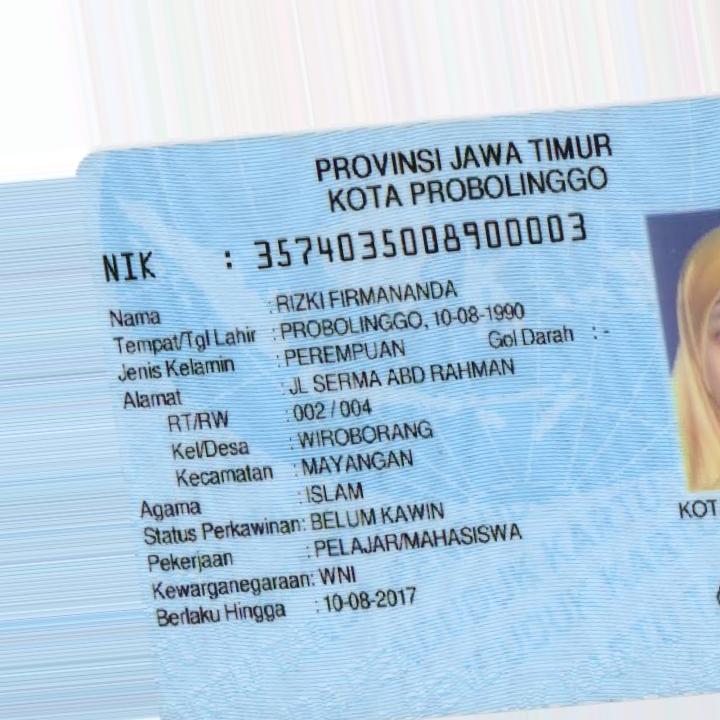 PROVINSI JAWA TIMUR
KOTA PROBOLINGGO
NIK : 3574035008900003
Nama : RIZKI FIRMANANDA
Tempat/Tgl Lahir : PROBOLINGGO, 10-08-1990
Jenis Kelamin : PEREMPUAN Gol Darah : -
Alamat : JL SERMA ABD RAHMAN
RT/RW : 002 / 004
Kel/Desa : WIROBORANG
Kecamatan : MAYANGAN
Agama : ISLAM
Status Perkawinan: BELUM KAWIN
Pekerjaan : PELAJAR/MAHASISWA
Kewarganegaraan: WNI
Berlaku Hingga : 10-08-2017
KOT